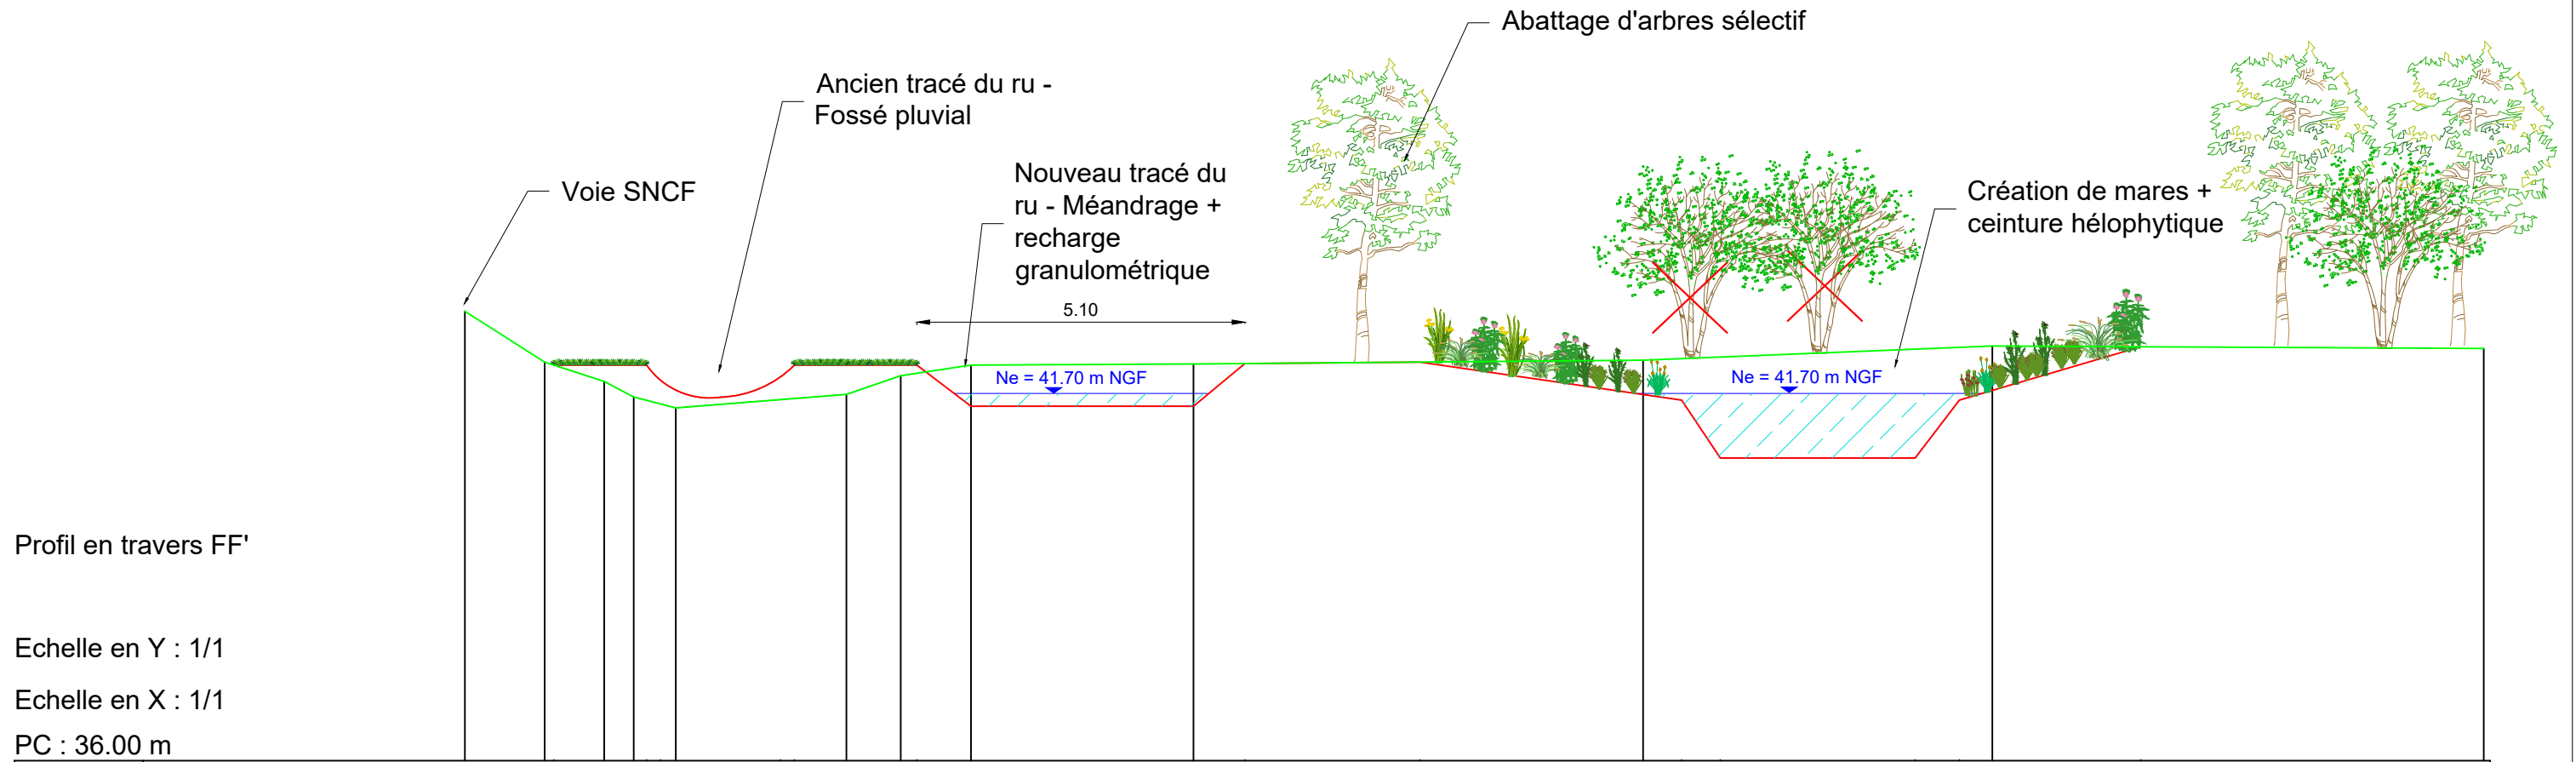 Abattage d'arbres sélectif
Ancien tracé du ru -
Fossé pluvial
Nouveau tracé du
ru - Méandrage +
recharge
granulométrique
Voie SNCF
Création de mares +
ceinture hélophytique
5.10
Ne = 41.70 m NGF
Ne = 41.70 m NGF
Profil en travers FF'
Echelle en Y : 1/1
Echelle en X : 1/1
PC : 36.00 m